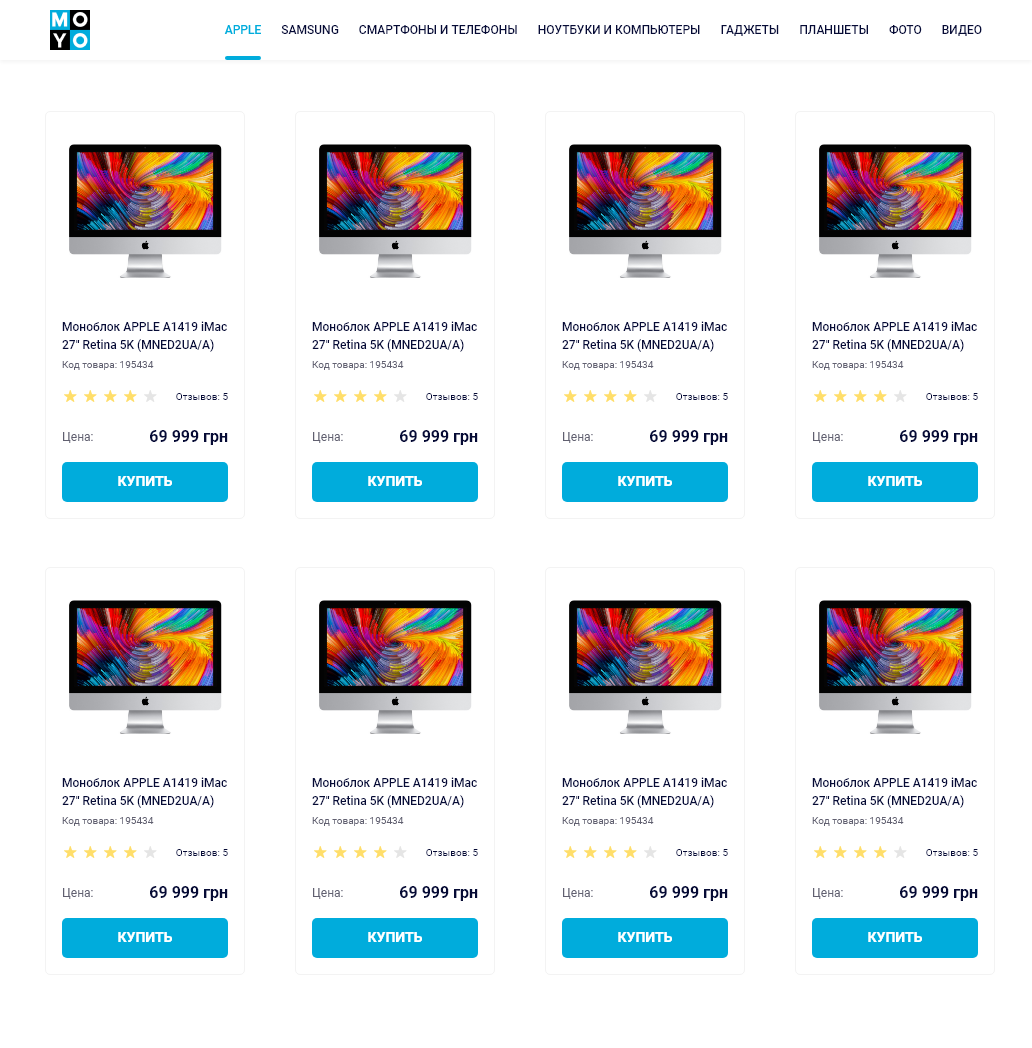 MO
YO
APPLE SAMSUNG СМАРТФОНЫ И ТЕЛЕФОНЫ НОУТБУКИ И КОМПЬЮТЕРЫ ГАДЖЕТЫ ПЛАНШЕТЫ ФОТО ВИДЕО
Моноблок APPLE A1419 iMac
27" Retina 5K (MNED2UA/A)
Код товара: 195434
Отзывов: 5
Цена: 69 999 грн
КУПИТЬ
Моноблок APPLE A1419 iMac
27" Retina 5K (MNED2UA/A)
Код товара: 195434
Отзывов: 5
Цена: 69 999 грн
КУПИТЬ
Моноблок APPLE A1419 iMac
27" Retina 5K (MNED2UA/A)
Код товара: 195434
Отзывов: 5
Цена: 69 999 грн
КУПИТЬ
Моноблок APPLE A1419 iMac
27" Retina 5K (MNED2UA/A)
Код товара: 195434
Отзывов: 5
Цена: 69 999 грн
КУПИТЬ
Моноблок APPLE A1419 iMac
27" Retina 5K (MNED2UA/A)
Код товара: 195434
Отзывов: 5
Цена: 69 999 грн
КУПИТЬ
Моноблок APPLE A1419 iMac
27" Retina 5K (MNED2UA/A)
Код товара: 195434
Отзывов: 5
Цена: 69 999 грн
КУПИТЬ
Моноблок APPLE A1419 iMac
27" Retina 5K (MNED2UA/A)
Код товара: 195434
Отзывов: 5
Цена: 69 999 грн
КУПИТЬ
Моноблок APPLE A1419 iMac
27" Retina 5K (MNED2UA/A)
Код товара: 195434
Отзывов: 5
Цена: 69 999 грн
КУПИТЬ